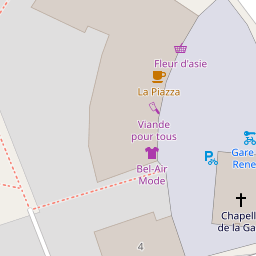 Fleur d'asie
La Piazza
Viande
pour tous
Gare
Rene
Bel-Air
Mode
Chapell
de la Ga
4